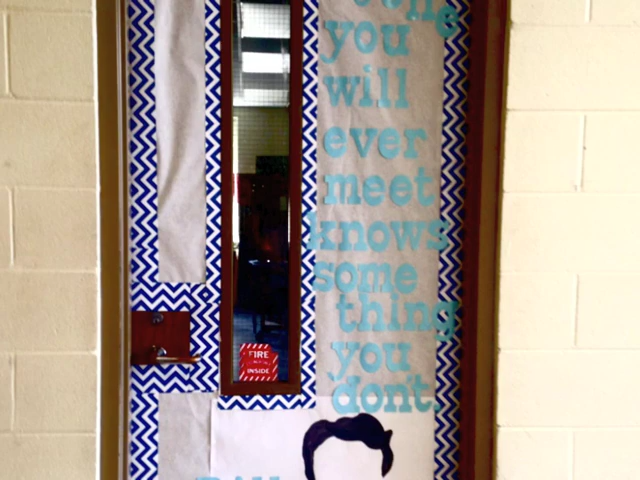 you
will
ever
meet
knows
some
thing
you
don't.
FIRE
INSIDE